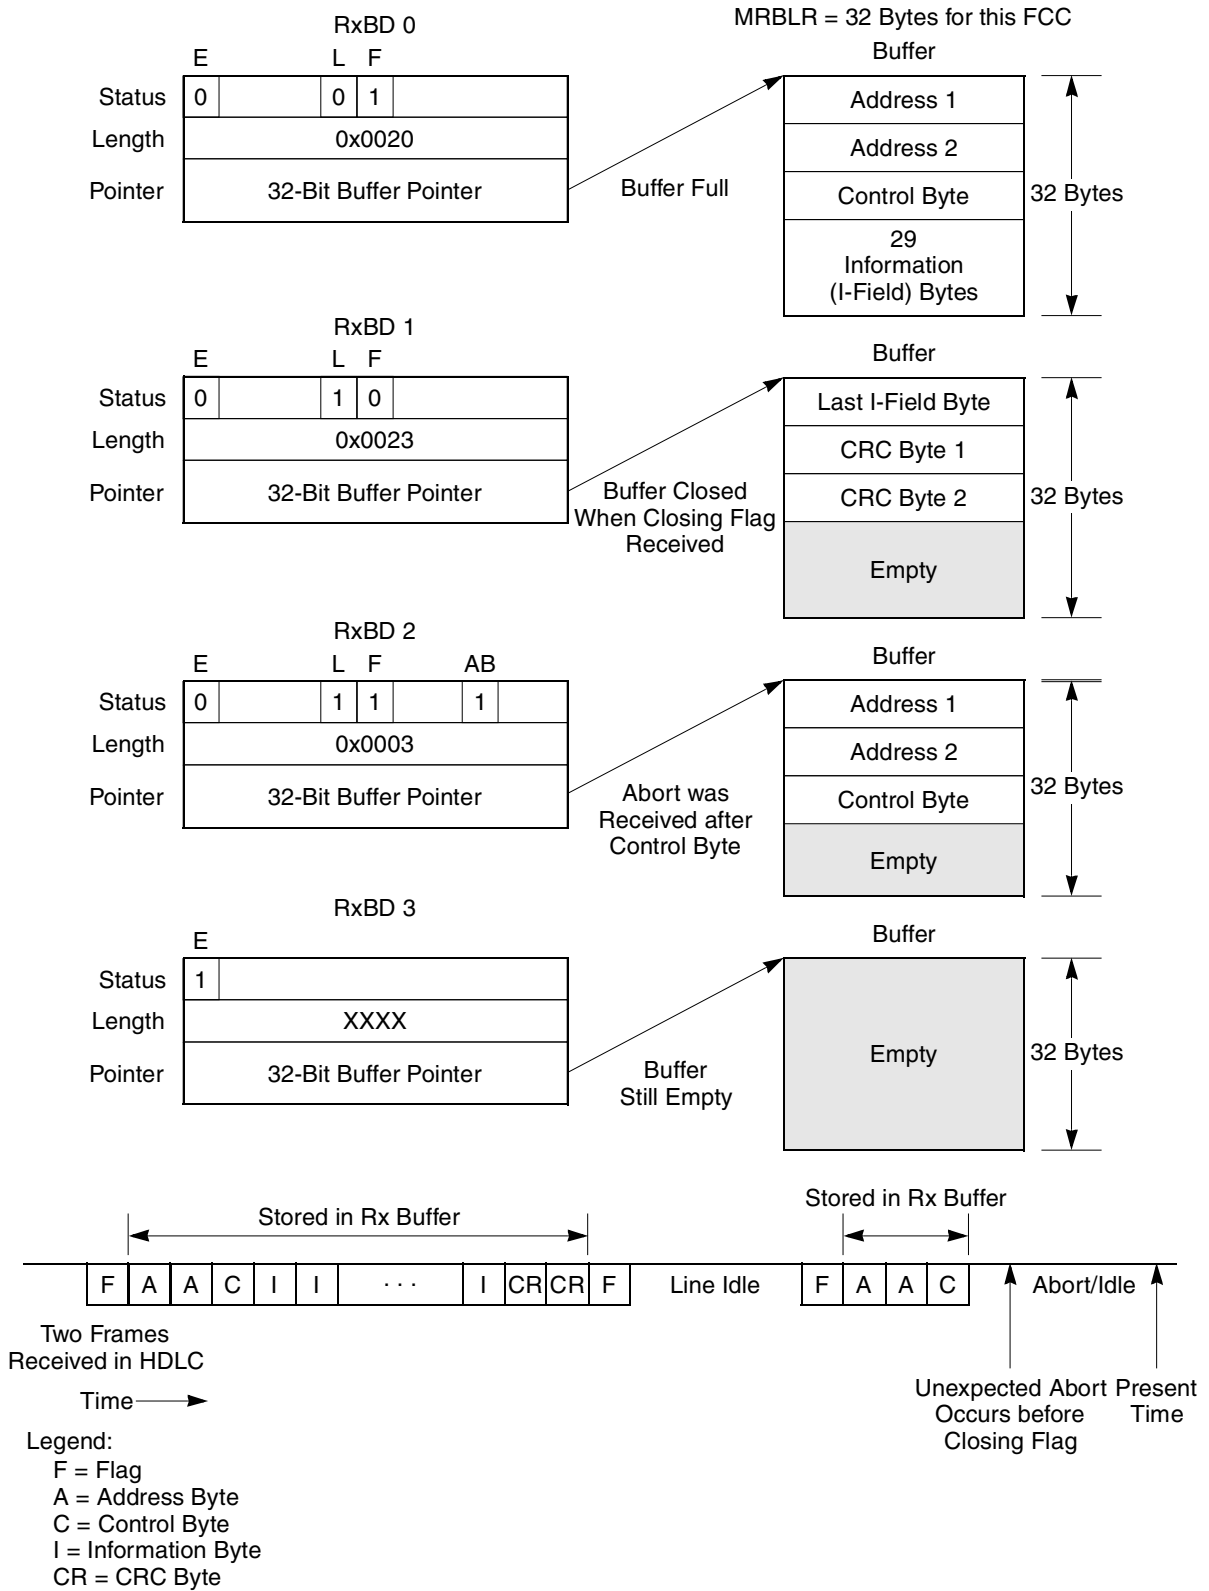 RxBD 0
MRBLR = 32 Bytes for this FCC
E L F
Buffer
Status 0 0 1
Address 1
Length 0x0020
Address 2
Pointer 32-Bit Buffer Pointer
Buffer Full
Control Byte
32 Bytes
29
Information
(I-Field) Bytes
RxBD 1
E L F
Buffer
Status 0 1 0
Last I-Field Byte
Length 0x0023
CRC Byte 1
Pointer 32-Bit Buffer Pointer
Buffer Closed
When Closing Flag
Received
CRC Byte 2
32 Bytes
Empty
RxBD 2
E L F AB
Buffer
Status 0 1 1 1
Address 1
Length 0x0003
Address 2
Pointer 32-Bit Buffer Pointer
Abort was
Received after
Control Byte
Control Byte
32 Bytes
Empty
RxBD 3
E
Buffer
Status 1
Length XXXX
Pointer 32-Bit Buffer Pointer
Buffer
Still Empty
Empty
32 Bytes
Stored in Rx Buffer
Stored in Rx Buffer
F A A C I I · · · I CR CR F Line Idle F A A C Abort/Idle
Two Frames
Received in HDLC
Time
Unexpected Abort
Occurs before
Closing Flag
Present
Time
Legend:
F = Flag
A = Address Byte
C = Control Byte
I = Information Byte
CR = CRC Byte